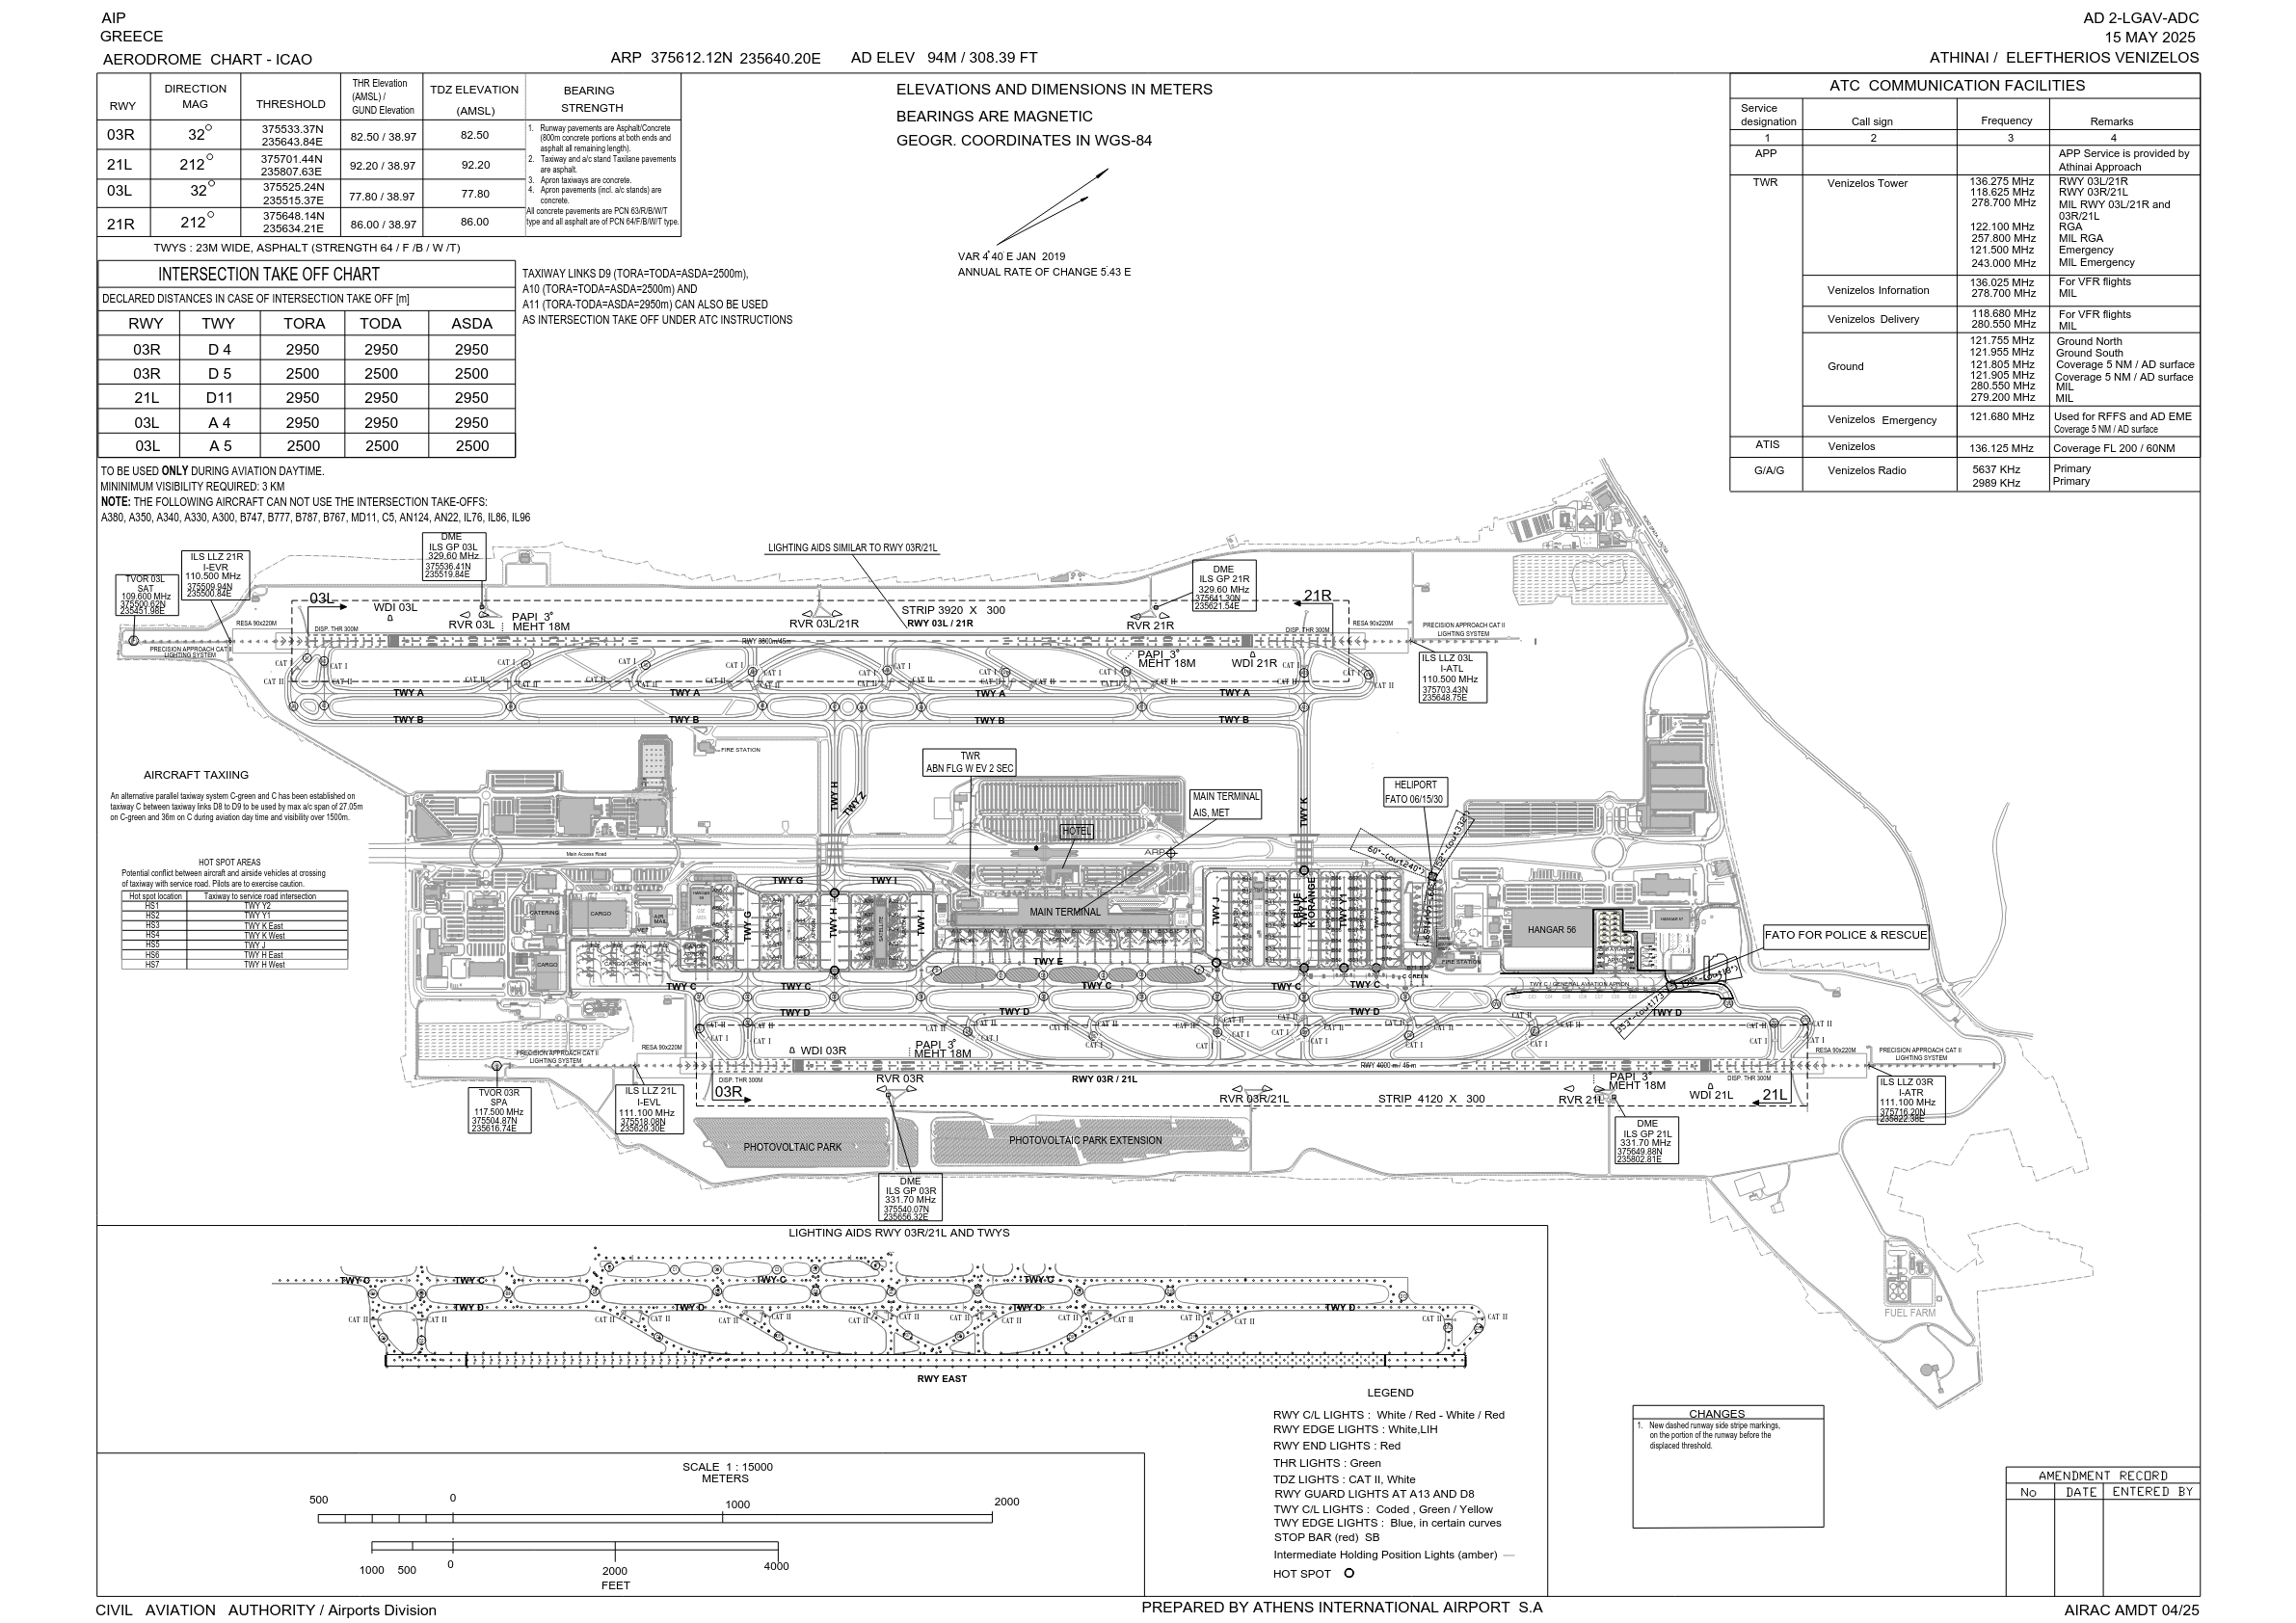 AIP
GREECE
AERODROME CHART - ICAO
ARP 375612.12N 235640.20E AD ELEV 94M / 308.39 FT
AD 2-LGAV-ADC
15 MAY 2025
ATHINAI / ELEFTHERIOS VENIZELOS
RWY DIRECTION MAG THRESHOLD THR Elevation (AMSL) / GUND Elevation TDZ ELEVATION (AMSL) BEARING STRENGTH
03R 32° 375533.37N 235643.84E 82.50 / 38.97 82.50
21L 212° 375701.44N 235807.63E 92.20 / 38.97 92.20
03L 32° 375525.24N 235515.37E 77.80 / 38.97 77.80
21R 212° 375648.14N 235634.21E 86.00 / 38.97 86.00
1. Runway pavements are Asphalt/Concrete
(800m concrete portions at both ends and
asphalt all remaining length).
2. Taxiway and a/c stand Taxilane pavements
are asphalt.
3. Apron taxiways are concrete.
4. Apron pavements (incl. a/c stands) are
concrete.
All concrete pavements are PCN 63/R/B/W/T
type and all asphalt are of PCN 64/F/B/W/T type.
TWYS : 23M WIDE, ASPHALT (STRENGTH 64 / F /B / W /T)
INTERSECTION TAKE OFF CHART
DECLARED DISTANCES IN CASE OF INTERSECTION TAKE OFF [m]
RWY TWY TORA TODA ASDA
03R D 4 2950 2950 2950
03R D 5 2500 2500 2500
21L D11 2950 2950 2950
03L A 4 2950 2950 2950
03L A 5 2500 2500 2500
TAXIWAY LINKS D9 (TORA=TODA=ASDA=2500m),
A10 (TORA=TODA=ASDA=2500m) AND
A11 (TORA-TODA=ASDA=2950m) CAN ALSO BE USED
AS INTERSECTION TAKE OFF UNDER ATC INSTRUCTIONS
TO BE USED ONLY DURING AVIATION DAYTIME.
MININIMUM VISIBILITY REQUIRED: 3 KM
NOTE: THE FOLLOWING AIRCRAFT CAN NOT USE THE INTERSECTION TAKE-OFFS:
A380, A350, A340, A330, A300, B747, B777, B787, B767, MD11, C5, AN124, AN22, IL76, IL86, IL96
ELEVATIONS AND DIMENSIONS IN METERS
BEARINGS ARE MAGNETIC
GEOGR. COORDINATES IN WGS-84
VAR 4°40' E JAN 2019
ANNUAL RATE OF CHANGE 5.43 E
ATC COMMUNICATION FACILITIES
Service designation Call sign Frequency Remarks
1 2 3 4
APP APP Service is provided by
Athinai Approach
TWR Venizelos Tower 136.275 MHz RWY 03L/21R
118.625 MHz RWY 03R/21L
278.700 MHz MIL RWY 03L/21R and
03R/21L
122.100 MHz RGA
257.800 MHz MIL RGA
121.500 MHz Emergency
243.000 MHz MIL Emergency
Venizelos Infornation 136.025 MHz For VFR flights
278.700 MHz MIL
Venizelos Delivery 118.680 MHz For VFR flights
280.550 MHz MIL
Ground 121.755 MHz Ground North
121.955 MHz Ground South
121.805 MHz Coverage 5 NM / AD surface
121.905 MHz Coverage 5 NM / AD surface
280.550 MHz MIL
279.200 MHz MIL
Venizelos Emergency 121.680 MHz Used for RFFS and AD EME
Coverage 5 NM / AD surface
ATIS Venizelos 136.125 MHz Coverage FL 200 / 60NM
G/A/G Venizelos Radio 5637 KHz Primary
2989 KHz Primary
TVOR 03L
SAT
109.600 MHz
375500.62N
235451.98E
ILS LLZ 21R
I-EVR
110.500 MHz
375509.94N
235500.84E
DME
ILS GP 03L
329.60 MHz
375536.41N
235519.84E
LIGHTING AIDS SIMILAR TO RWY 03R/21L
DME
ILS GP 21R
329.60 MHz
375641.30N
235621.54E
03L
WDI 03L
RVR 03L
PAPI 3°
MEHT 18M
RVR 03L/21R
STRIP 3920 X 300
RWY 03L / 21R
RVR 21R
21R
RESA 90x220M
DISP. THR 300M
RWY 3800m/45m
DISP. THR 300M
RESA 90x220M
PRECISION APPROACH CAT II
LIGHTING SYSTEM
PRECISION APPROACH CAT II
LIGHTING SYSTEM
PAPI 3°
MEHT 18M
WDI 21R
ILS LLZ 03L
I-ATL
110.500 MHz
375703.43N
235648.75E
CAT I
CAT II
TWY A TWY A TWY A TWY A
TWY B TWY B TWY B TWY B
FIRE STATION
TWR
ABN FLG W EV 2 SEC
MAIN TERMINAL
AIS, MET
HELIPORT
FATO 06/15/30
TWY H
TWY Z
TWY K
HOTEL
ARP
Main Access Road
AIRCRAFT TAXIING
An alternative parallel taxiway system C-green and C has been established on
taxiway C between taxiway links D8 to D9 to be used by max a/c span of 27.05m
on C-green and 36m on C during aviation day time and visibility over 1500m.
HOT SPOT AREAS
Potential conflict between aircraft and airside vehicles at crossing
of taxiway with service road. Pilots are to exercise caution.
Hot spot location Taxiway to service road intersection
HS1 TWY Y2
HS2 TWY Y1
HS3 TWY K East
HS4 TWY K West
HS5 TWY J
HS6 TWY H East
HS7 TWY H West
CATERING
CARGO
AIR MAIL
CARGO
TWY G
TWY I
TWY G
TWY H
TWY I
SATELLITE
MAIN TERMINAL
TWY J
K BLUE
TWY K
K ORANGE
TWY Y1
HANGAR 56
FIRE STATION
FATO FOR POLICE & RESCUE
TWY E
TWY C TWY C TWY C TWY C TWY C
C GREEN
TWY C / GENERAL AVIATION APRON
TWY D TWY D TWY D TWY D
PRECISION APPROACH CAT II
LIGHTING SYSTEM
RESA 90x220M
WDI 03R
PAPI 3°
MEHT 18M
RWY 4000 m / 45 m
RESA 90x220M
PRECISION APPROACH CAT II
LIGHTING SYSTEM
DISP. THR 300M
03R
RVR 03R
RWY 03R / 21L
RVR 03R/21L
STRIP 4120 X 300
RVR 21L
PAPI 3°
MEHT 18M
WDI 21L
DISP. THR 300M
21L
TVOR 03R
SPA
117.500 MHz
375504.87N
235616.74E
ILS LLZ 21L
I-EVL
111.100 MHz
375518.08N
235629.30E
DME
ILS GP 03R
331.70 MHz
375540.07N
235656.32E
DME
ILS GP 21L
331.70 MHz
375649.88N
235802.81E
ILS LLZ 03R
I-ATR
111.100 MHz
375716.20N
235822.38E
PHOTOVOLTAIC PARK
PHOTOVOLTAIC PARK EXTENSION
FUEL FARM
LIGHTING AIDS RWY 03R/21L AND TWYS
TWY C TWY C TWY C TWY C
TWY D TWY D TWY D TWY D
CAT II
RWY EAST
LEGEND
RWY C/L LIGHTS : White / Red - White / Red
RWY EDGE LIGHTS : White,LIH
RWY END LIGHTS : Red
THR LIGHTS : Green
TDZ LIGHTS : CAT II, White
RWY GUARD LIGHTS AT A13 AND D8
TWY C/L LIGHTS : Coded , Green / Yellow
TWY EDGE LIGHTS : Blue, in certain curves
STOP BAR (red) SB
Intermediate Holding Position Lights (amber)
HOT SPOT
CHANGES
1. New dashed runway side stripe markings,
on the portion of the runway before the
displaced threshold.
SCALE 1 : 15000
METERS
500 0 1000 2000
1000 500 0 2000 4000
FEET
AMENDMENT RECORD
No DATE ENTERED BY
CIVIL AVIATION AUTHORITY / Airports Division
PREPARED BY ATHENS INTERNATIONAL AIRPORT S.A
AIRAC AMDT 04/25